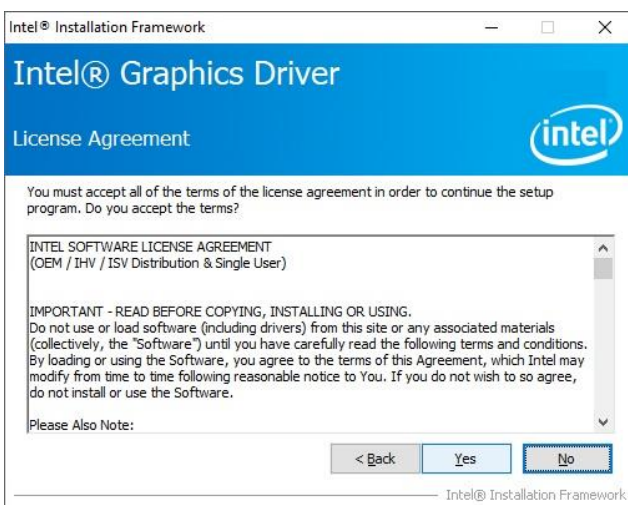 Intel® Installation Framework
Intel® Graphics Driver
License Agreement
intel
You must accept all of the terms of the license agreement in order to continue the setup
program. Do you accept the terms?
INTEL SOFTWARE LICENSE AGREEMENT
(OEM / IHV / ISV Distribution & Single User)
IMPORTANT - READ BEFORE COPYING, INSTALLING OR USING.
Do not use or load software (including drivers) from this site or any associated materials
(collectively, the "Software") until you have carefully read the following terms and conditions.
By loading or using the Software, you agree to the terms of this Agreement, which Intel may
modify from time to time following reasonable notice to You. If you do not wish to so agree,
do not install or use the Software.
Please Also Note:
< Back Yes No
Intel® Installation Framework